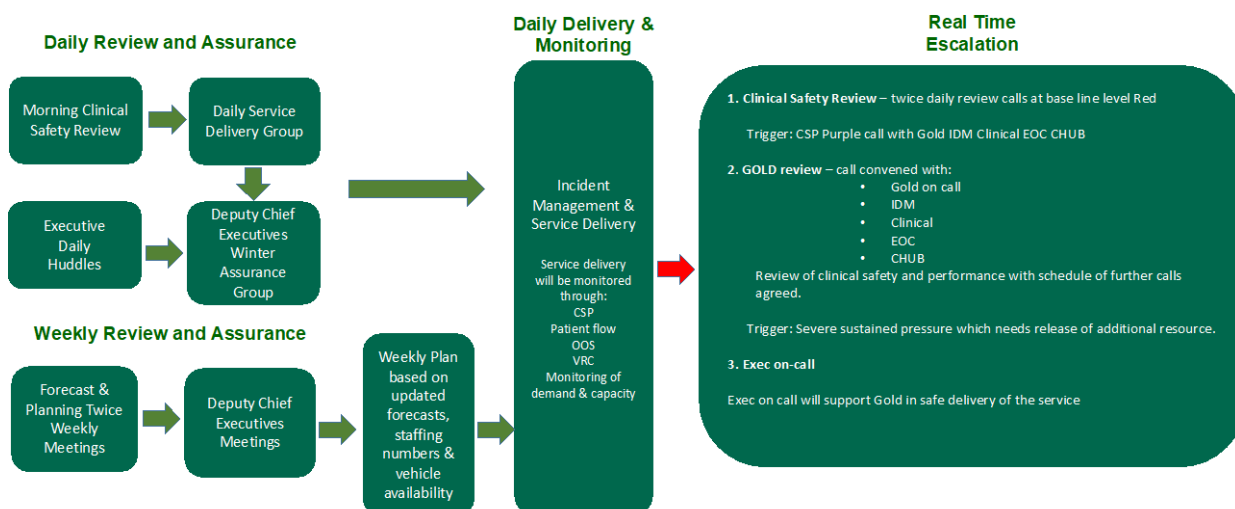 Daily Review and Assurance
Morning Clinical
Safety Review
Daily Service
Delivery Group
Executive
Daily
Huddles
Deputy Chief
Executives
Winter
Assurance
Group
Weekly Review and Assurance
Forecast &
Planning Twice
Weekly
Meetings
Deputy Chief
Executives
Meetings
Weekly Plan
based on
updated
forecasts,
staffing
numbers &
vehicle
availability
Daily Delivery &
Monitoring
Incident
Management &
Service Delivery
Service delivery
will be monitored
through:
CSP
Patient flow
OOS
VRC
Monitoring of
demand & capacity
Real Time
Escalation
1. Clinical Safety Review – twice daily review calls at base line level Red
Trigger: CSP Purple call with Gold IDM Clinical EOC CHUB
2. GOLD review – call convened with:
• Gold on call
• IDM
• Clinical
• EOC
• CHUB
Review of clinical safety and performance with schedule of further calls
agreed.
Trigger: Severe sustained pressure which needs release of additional resource.
3. Exec on-call
Exec on call will support Gold in safe delivery of the service